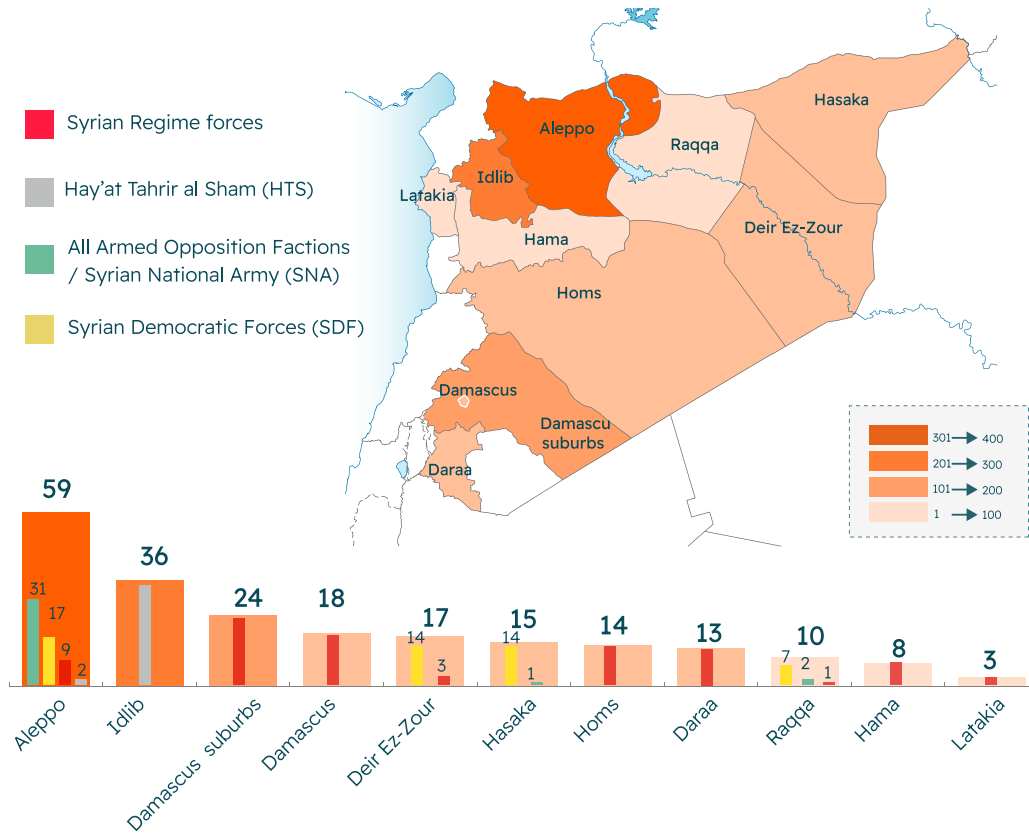 Syrian Regime forces
Hay’at Tahrir al Sham (HTS)
All Armed Opposition Factions
/ Syrian National Army (SNA)
Syrian Democratic Forces (SDF)
Hasaka
Aleppo
Raqqa
Idlib
Latakia
Deir Ez-Zour
Hama
Homs
Damascus
Damascu
suburbs
Daraa
301 400
201 300
101 200
1 100
59
31
17
9
2
36
24
18
17
14
3
15
14
1
14
13
10
7
2
1
8
3
Aleppo
Idlib
Damascus suburbs
Damascus
Deir Ez-Zour
Hasaka
Homs
Daraa
Raqqa
Hama
Latakia